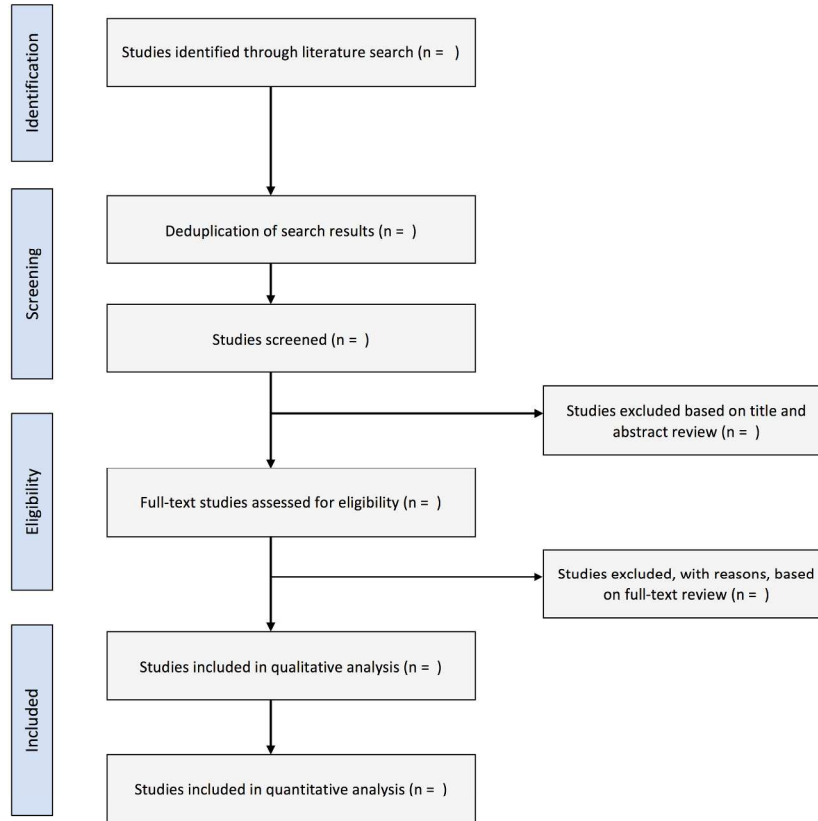 Identification
Studies identified through literature search (n =  )
Screening
Deduplication of search results (n =  )
Studies screened (n =  )
Studies excluded based on title and
abstract review (n =  )
Eligibility
Full-text studies assessed for eligibility (n =  )
Studies excluded, with reasons, based
on full-text review (n =  )
Included
Studies included in qualitative analysis (n =  )
Studies included in quantitative analysis (n =  )